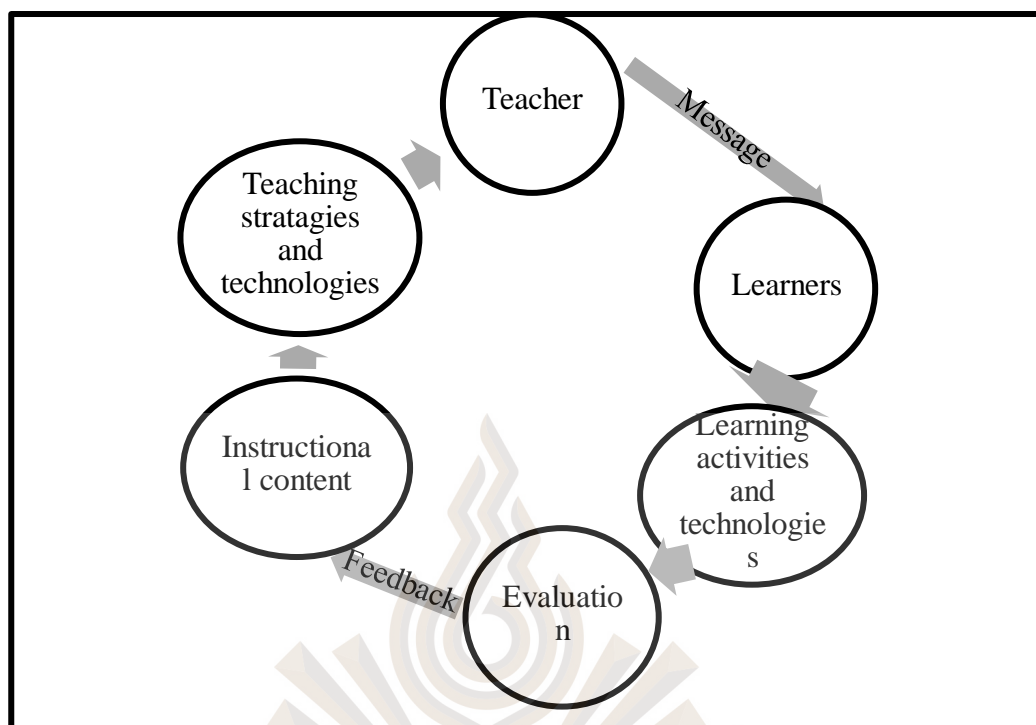 Teacher
Message
Learners
Learning
activities
and
technologie
s
Evaluatio
n
Feedback
Instructiona
l content
Teaching
stratagies
and
technologies